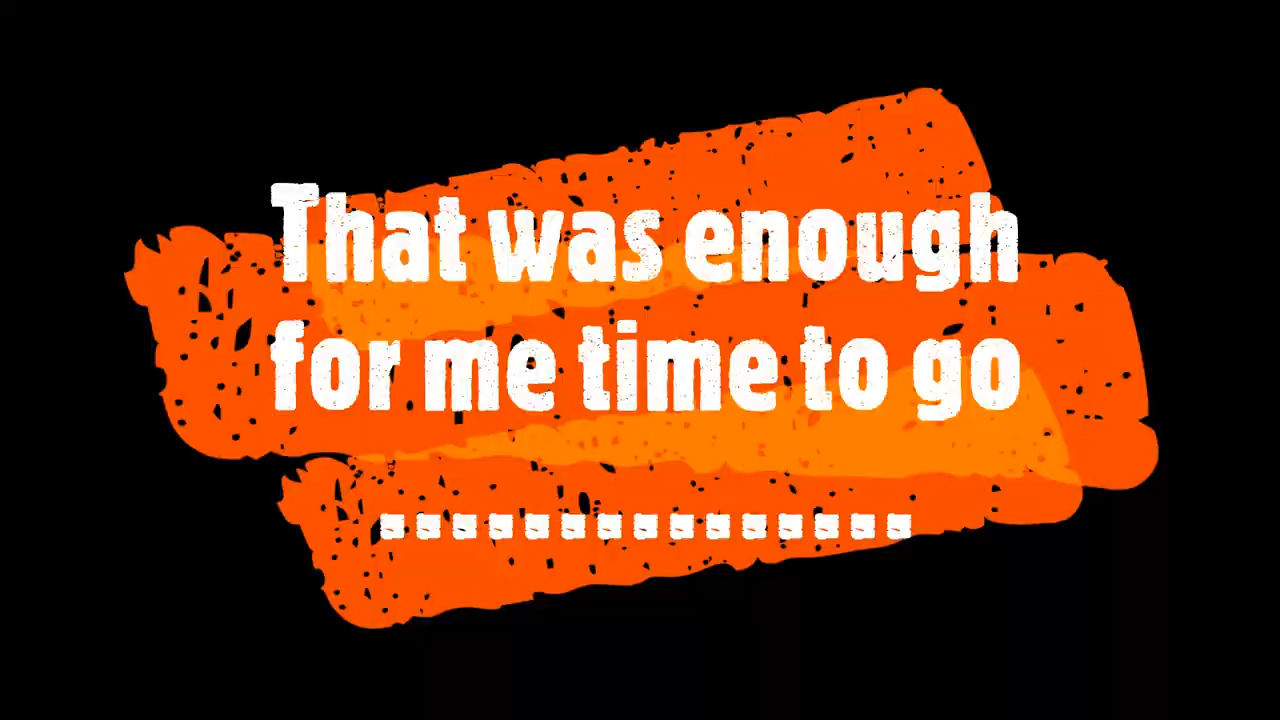 That was enough
for me time to go
...............